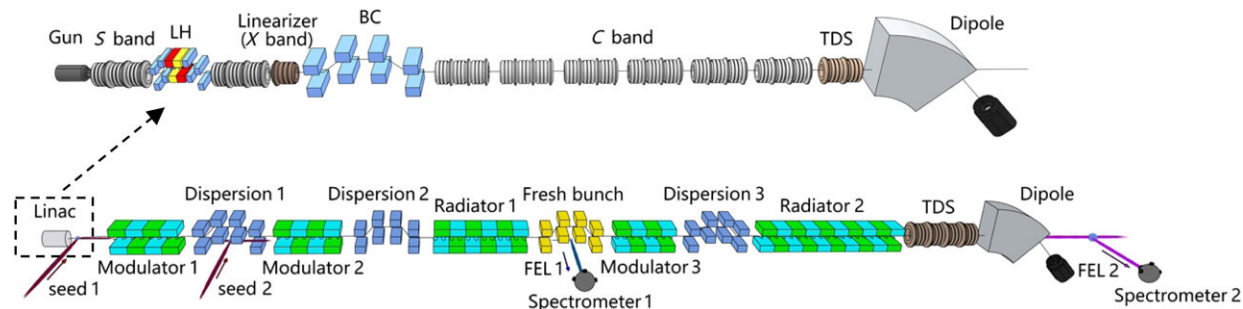 Gun
S band
LH
Linearizer
(X band)
BC
C band
TDS
Dipole
Linac
Dispersion 1
Dispersion 2
Radiator 1
Fresh bunch
Dispersion 3
Radiator 2
TDS
Dipole
seed 1
Modulator 1
seed 2
Modulator 2
FEL 1
Spectrometer 1
Modulator 3
FEL 2
Spectrometer 2